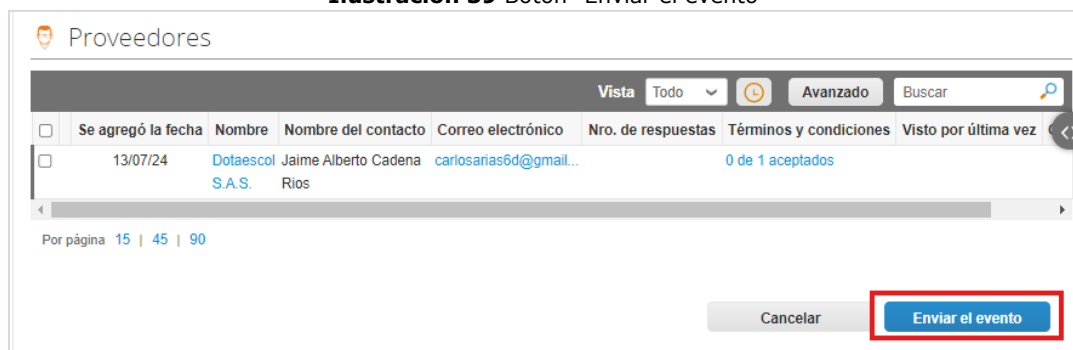 Proveedores
Vista Todo Avanzado Buscar
Se agregó la fecha Nombre Nombre del contacto Correo electrónico Nro. de respuestas Términos y condiciones Visto por última vez
13/07/24 Dotaescol Jaime Alberto Cadena carlosarias6d@gmail... 0 de 1 aceptados
S.A.S. Rios
Por página 15 | 45 | 90
Cancelar Enviar el evento